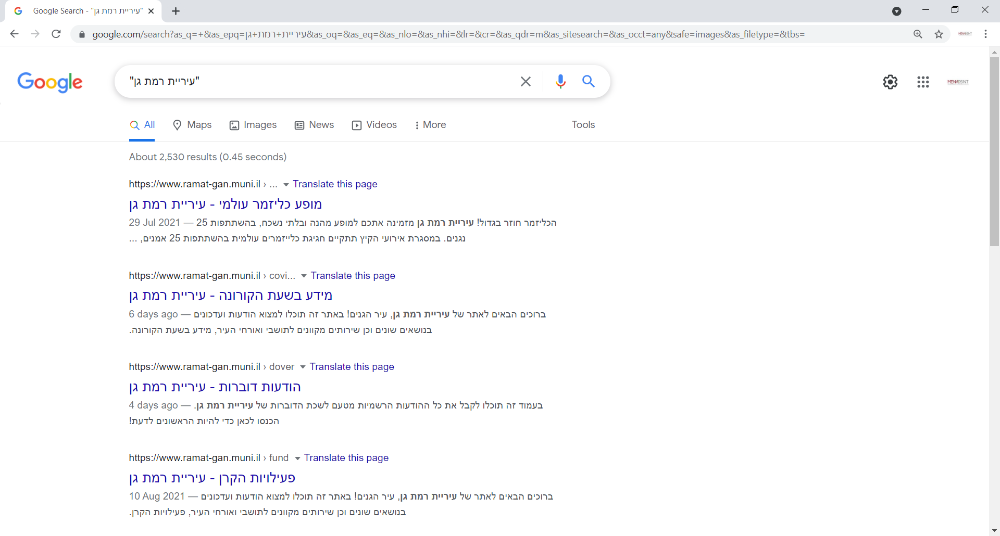 Google Search - "עיריית רמת גן"
google.com/search?as_q=+&as_epq=עיריית+רמת+גן&as_oq=&as_eq=&as_nlo=&as_nhi=&lr=&cr=&as_qdr=m&as_sitesearch=&as_occt=any&safe=images&as_filetype=&tbs=
MENAOSINT
Google
"עיריית רמת גן"
MENAOSINT
All Maps Images News Videos More Tools
About 2,530 results (0.45 seconds)
https://www.ramat-gan.muni.il › ... Translate this page
מופע כליזמר עולמי - עיריית רמת גן
29 Jul 2021 — הכליזמר חוזר בגדול! עיריית רמת גן מזמינה אתכם למופע מהנה ובלתי נשכח, בהשתתפות 25
נגנים. במסגרת אירועי הקיץ תתקיים חגיגת כלייזמרים עולמית בהשתתפות 25 אמנים, ...
https://www.ramat-gan.muni.il › covi... Translate this page
מידע בשעת הקורונה - עיריית רמת גן
6 days ago — ברוכים הבאים לאתר של עיריית רמת גן, עיר הגנים! באתר זה תוכלו למצוא הודעות ועדכונים
בנושאים שונים וכן שירותים מקוונים לתושבי ואורחי העיר, מידע בשעת הקורונה.
https://www.ramat-gan.muni.il › dover Translate this page
הודעות דוברות - עיריית רמת גן
4 days ago — בעמוד זה תוכלו לקבל את כל ההודעות הרשמיות מטעם לשכת הדוברות של עיריית רמת גן.
הכנסו לכאן כדי להיות הראשונים לדעת!
https://www.ramat-gan.muni.il › fund Translate this page
פעילויות הקרן - עיריית רמת גן
10 Aug 2021 — ברוכים הבאים לאתר של עיריית רמת גן, עיר הגנים! באתר זה תוכלו למצוא הודעות ועדכונים
בנושאים שונים וכן שירותים מקוונים לתושבי ואורחי העיר, פעילויות הקרן.